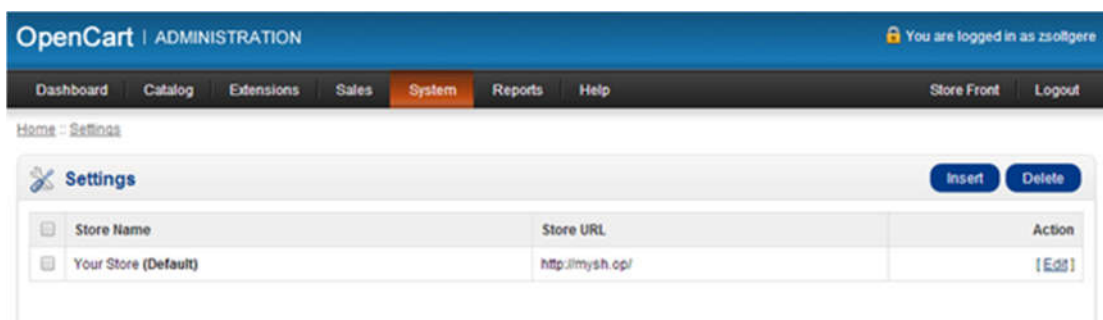 OpenCart | ADMINISTRATION You are logged in as zsoltgere
Dashboard Catalog Extensions Sales System Reports Help Store Front Logout
Home :: Settings
Settings Insert Delete
Store Name Store URL Action
Your Store (Default) http://mysh.op/ [ Edit ]